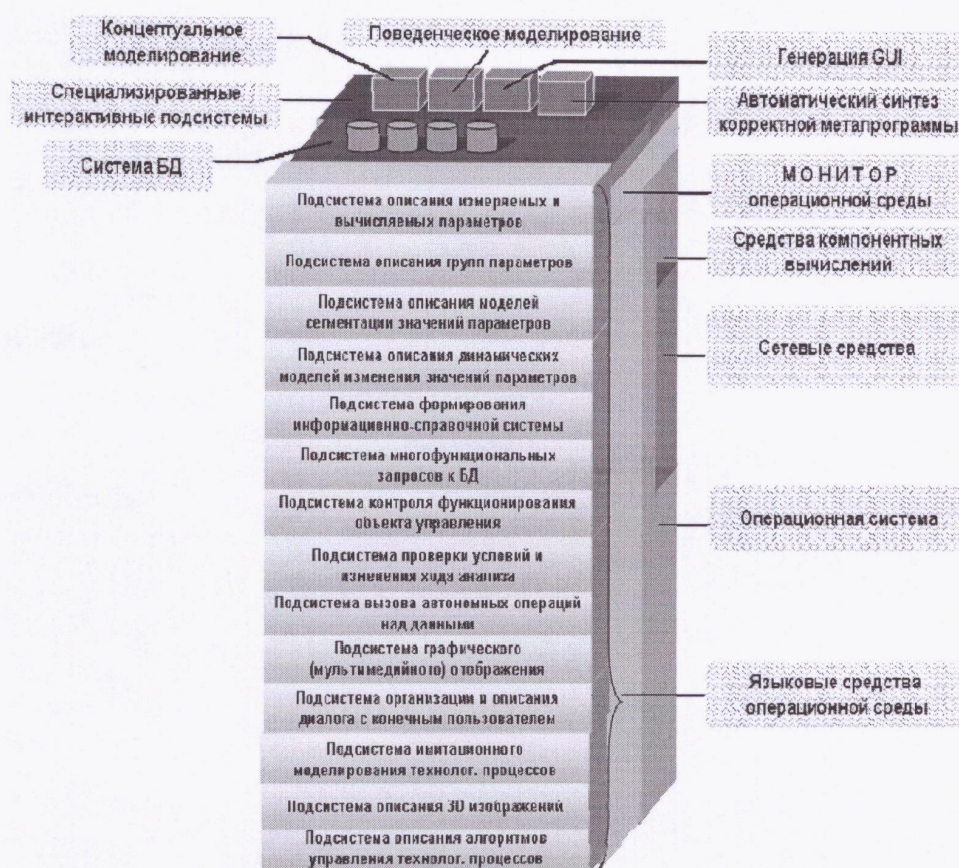 Концептуальное
моделирование
Поведенческое моделирование
Генерация GUI
Специализированные
интерактивные подсистемы
Автоматический синтез
корректной металрограммы
Система БД
МОНИТОР
операционной среды
Средства компонентных
вычислений
Сетевые средства
Операционная система
Языковые средства
операционной среды
Подсистема описания измеряемых и
вычисляемых параметров
Подсистема описания групп параметров
Подсистема описания моделей
сегментации значений параметров
Подсистема описания динамических
моделей изменения значений параметров
Подсистема формирования
информационно-справочной системы
Подсистема многофункциональных
запросов к БД
Подсистема контроля функционирования
объекта управления
Подсистема проверки условий и
изменения хода анализа
Подсистема вызова автономных операций
над данными
Подсистема графического
(мультимедийного) отображения
Подсистема организации и описания
диалога с конечным пользователем
Подсистема имитационного
моделирования технолог. процессов
Подсистема описания 3D изображений
Подсистема описания алгоритмов
управления технолог. процессов